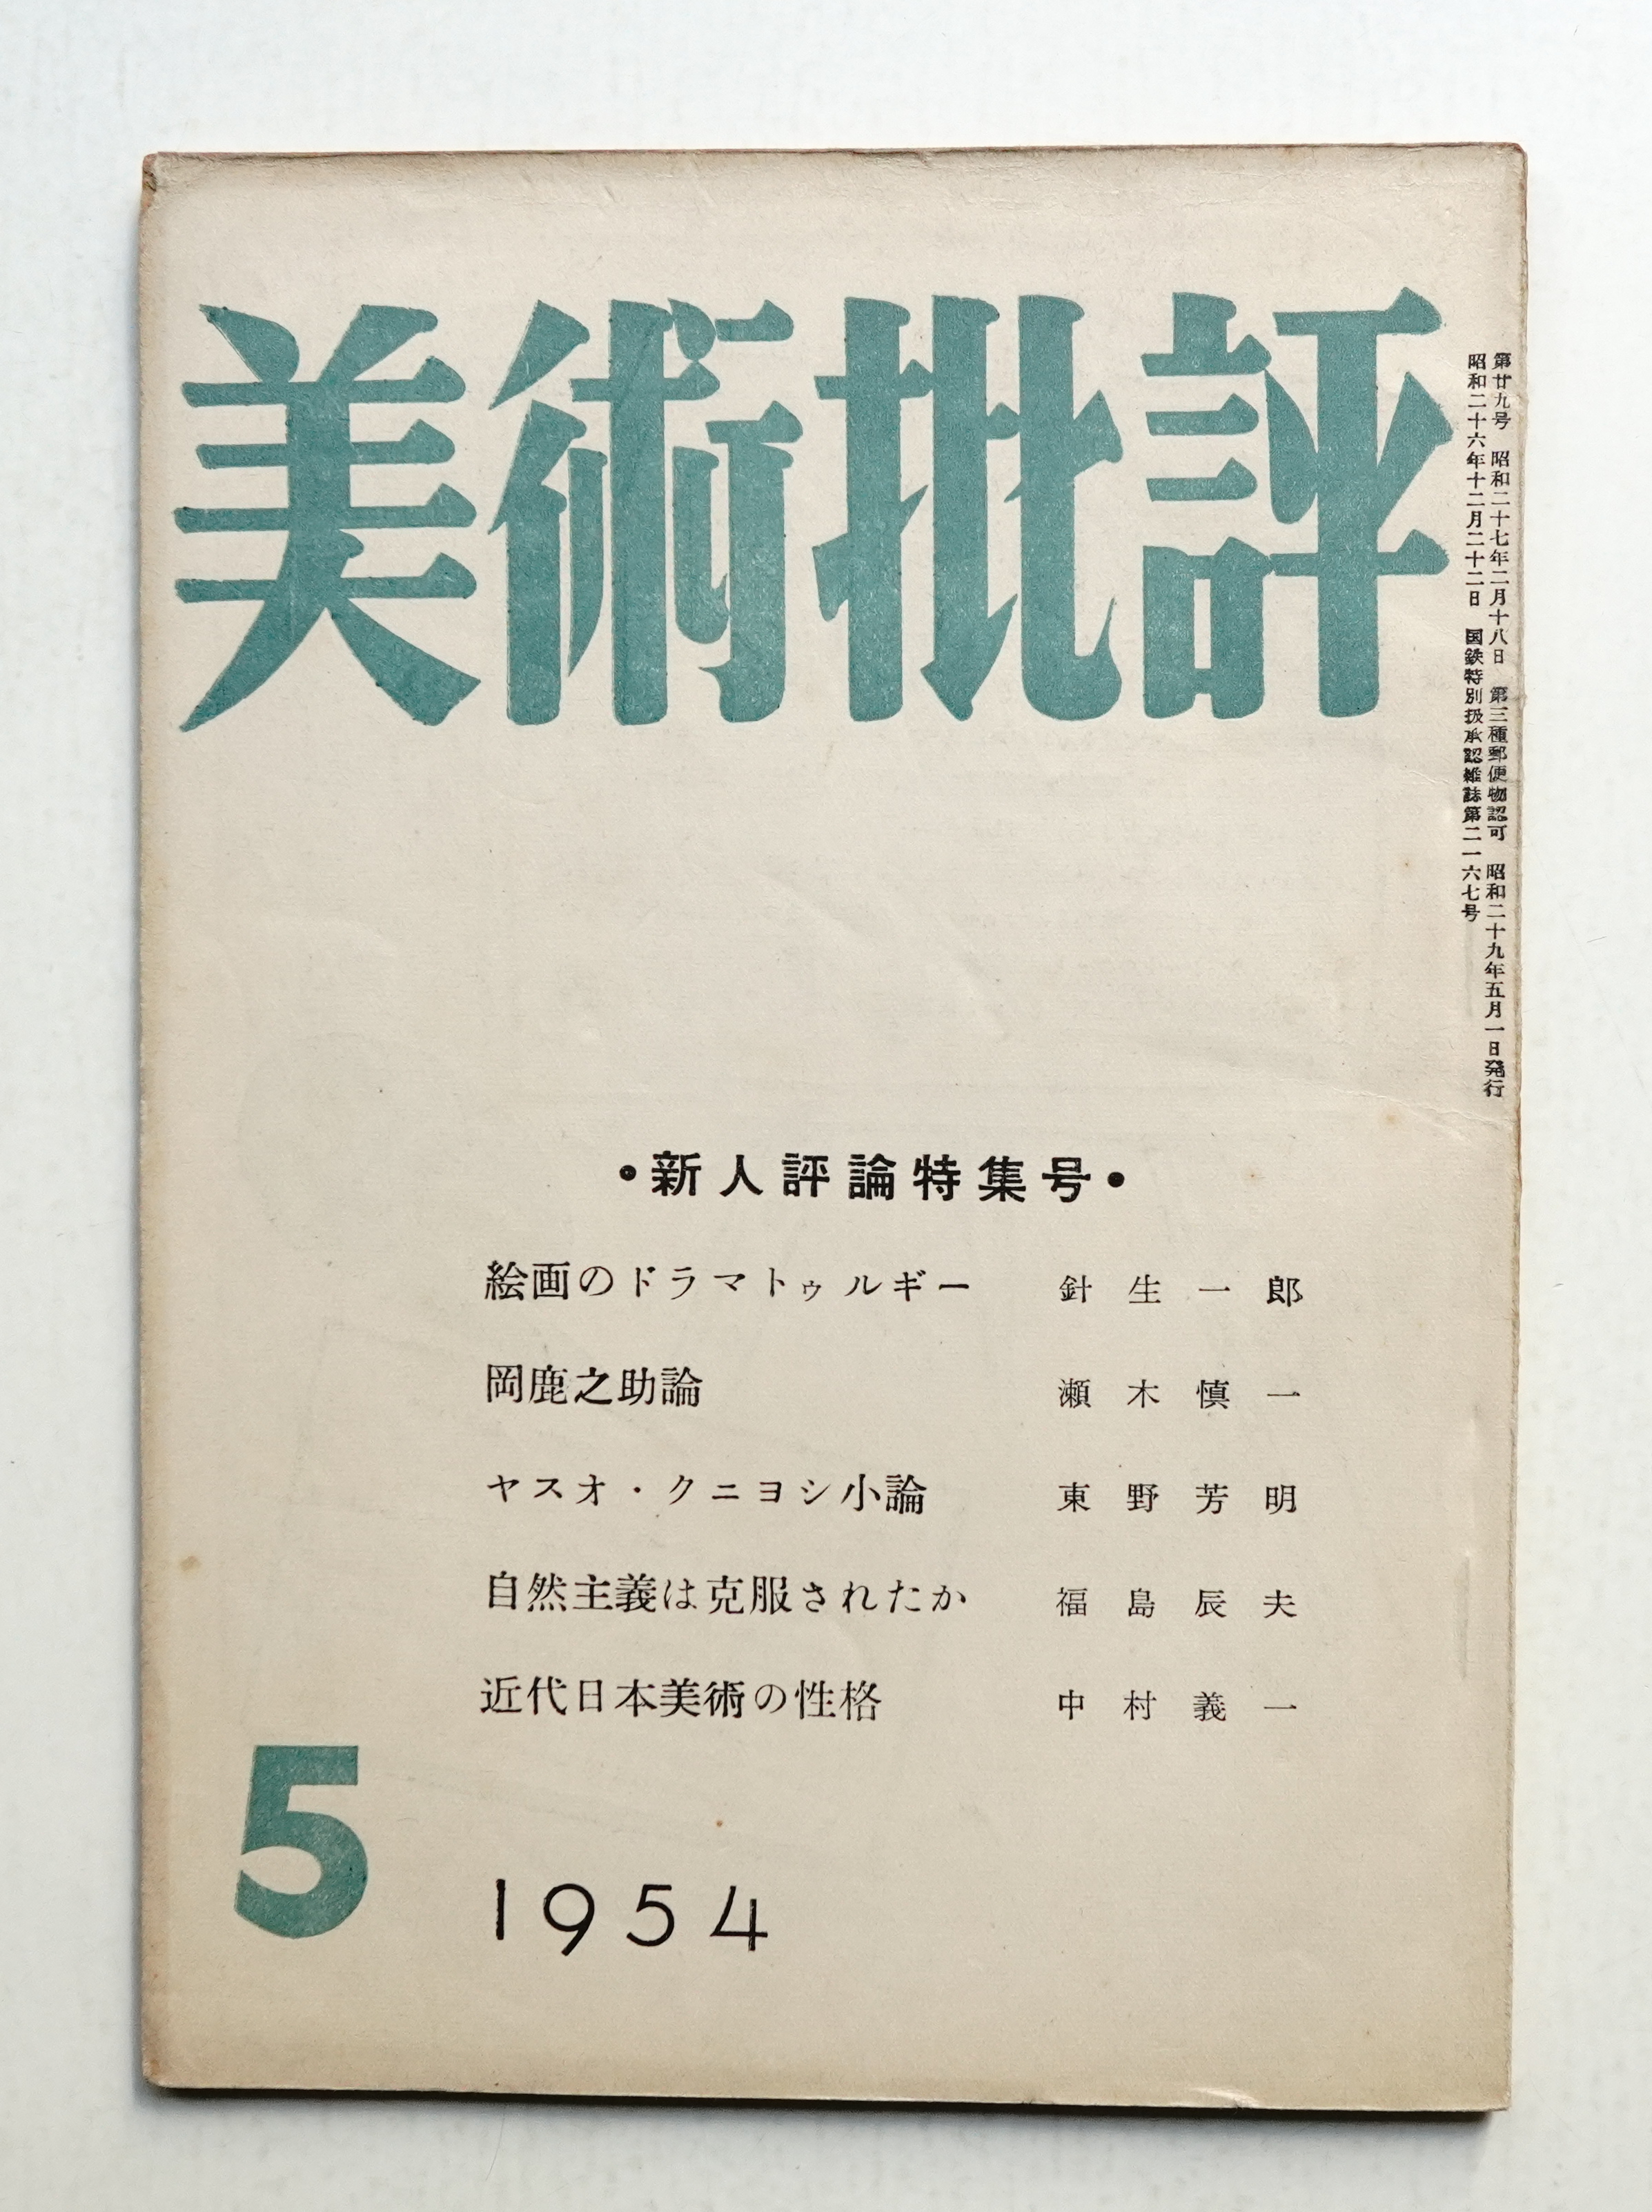 美術批評
第廿九号 昭和二十七年二月十八日 第三種郵便物認可 昭和二十九年五月一日発行
昭和二十六年十二月二十二日 国鉄特別扱承認雑誌第二一六七号
•新人評論特集号•
絵画のドラマトゥルギー 針生一郎
岡鹿之助論 瀬木慎一
ヤスオ・クニヨシ小論 東野芳明
自然主義は克服されたか 福島辰夫
近代日本美術の性格 中村義一
5
1954